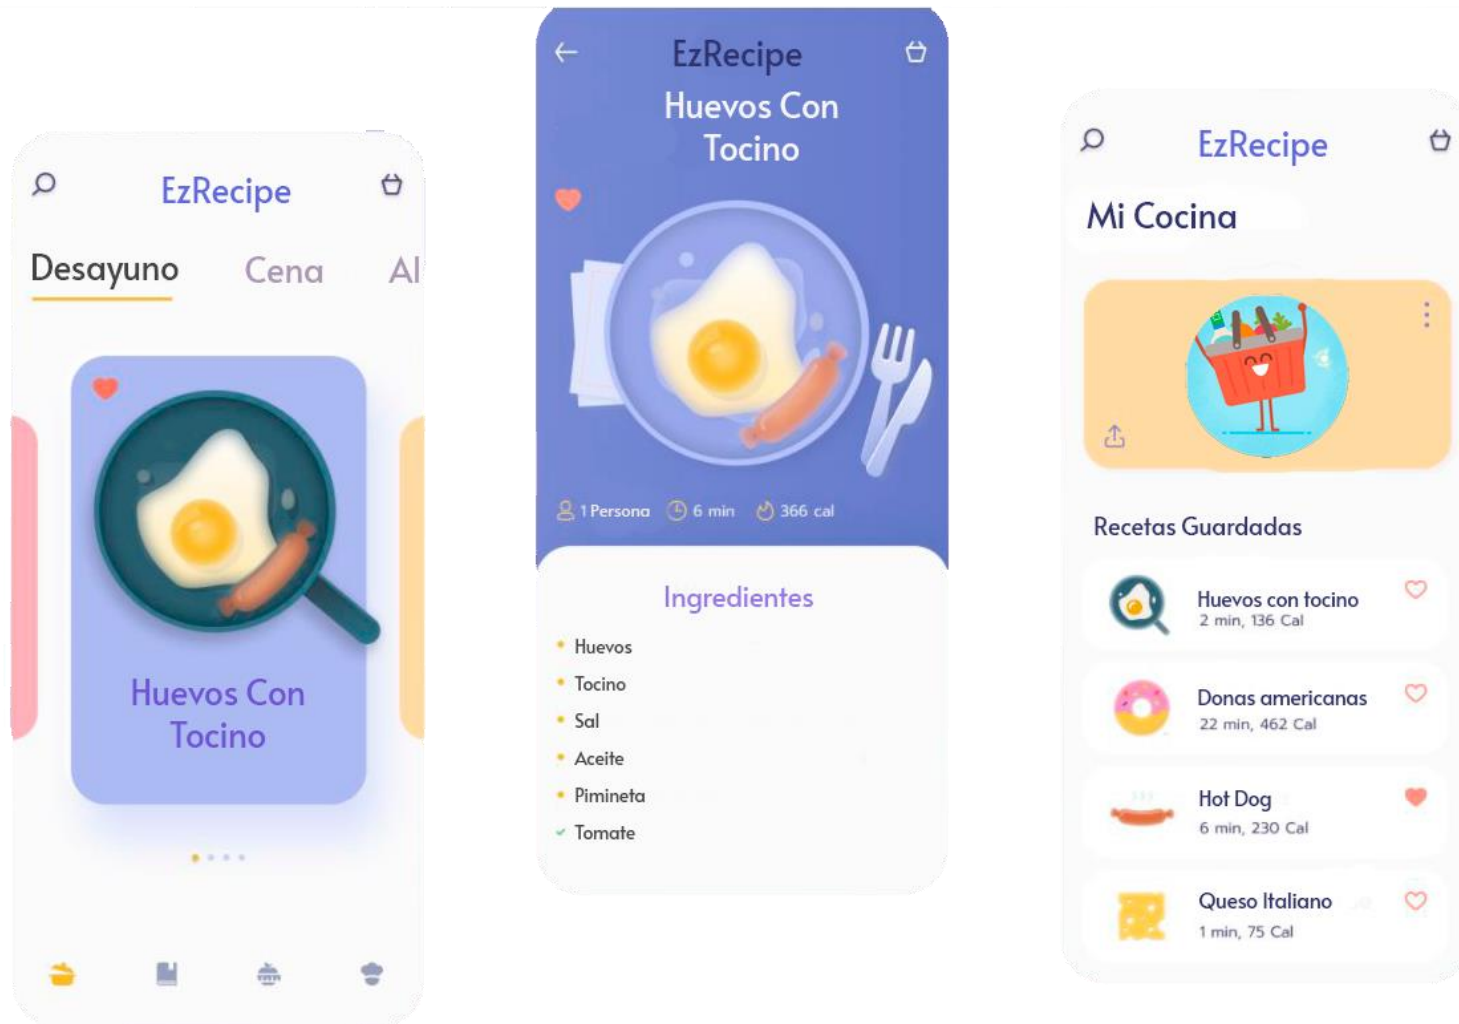 EzRecipe
Desayuno Cena Al
Huevos Con
Tocino
EzRecipe
Huevos Con
Tocino
1 Persona 6 min 366 cal
Ingredientes
Huevos
Tocino
Sal
Aceite
Pimineta
Tomate
EzRecipe
Mi Cocina
Recetas Guardadas
Huevos con tocino
2 min, 136 Cal
Donas americanas
22 min, 462 Cal
Hot Dog
6 min, 230 Cal
Queso Italiano
1 min, 75 Cal